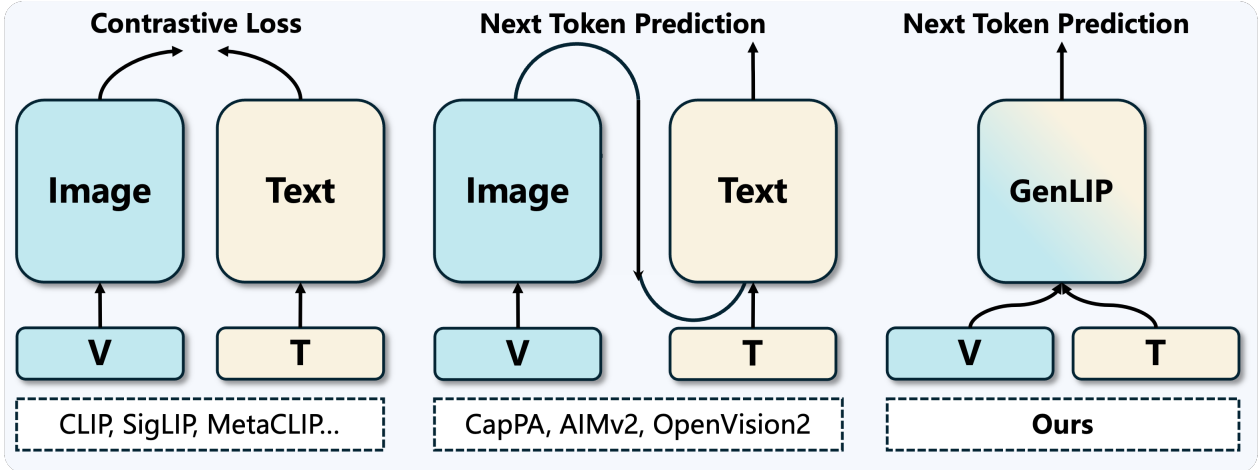 Contrastive Loss
Image
Text
V
T
CLIP, SigLIP, MetaCLIP...
Next Token Prediction
Image
Text
V
T
CapPA, AIMv2, OpenVision2
Next Token Prediction
GenLIP
V
T
Ours